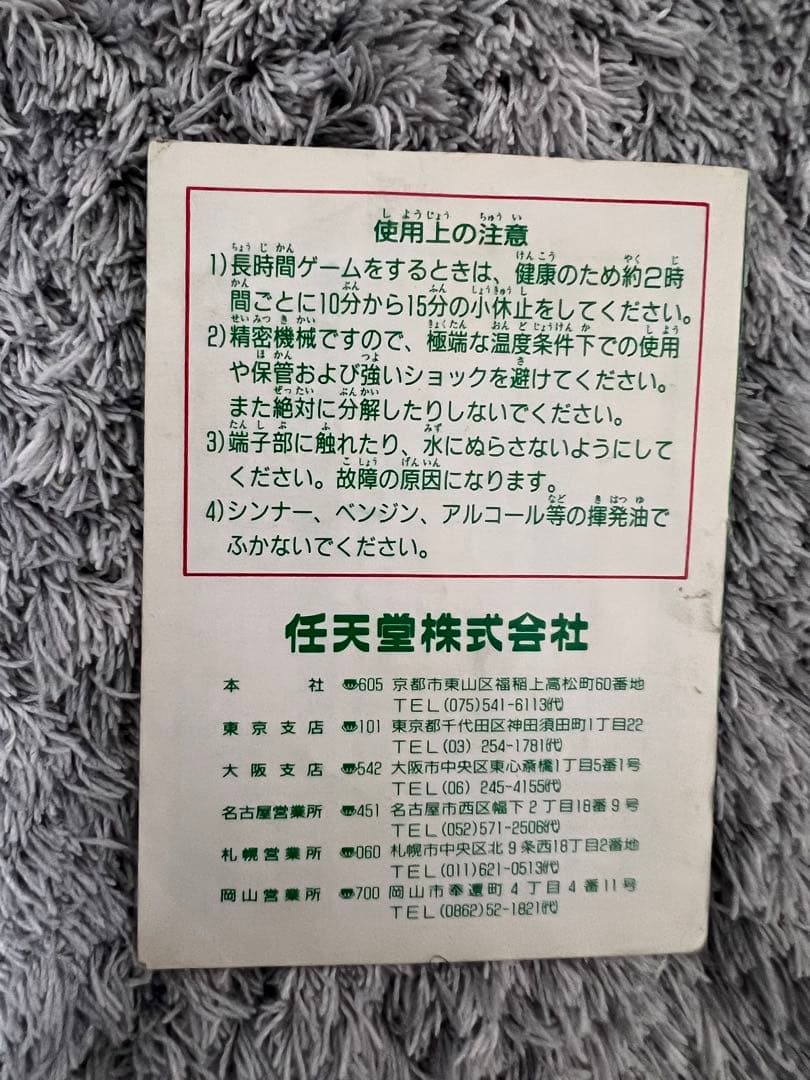 使用上の注意
1)長時間ゲームをするときは、健康のため約2時
間ごとに10分から15分の小休止をしてください。
2)精密機械ですので、極端な温度条件下での使用
や保管および強いショックを避けてください。
また絶対に分解したりしないでください。
3)端子部に触れたり、水にぬらさないようにして
ください。故障の原因になります。
4)シンナー、ベンジン、アルコール等の揮発油で
ふかないでください。
任天堂株式会社
本社 605 京都市東山区福稲上高松町60番地
TEL(075)541-6113代
東京支店 101 東京都千代田区神田須田町1丁目22
TEL(03)254-1781代
大阪支店 542 大阪市中央区東心斎橋1丁目5番1号
TEL(06)245-4155代
名古屋営業所 451 名古屋市西区幅下2丁目18番9号
TEL(052)571-2506代
札幌営業所 060 札幌市中央区北9条西18丁目2番地
TEL(011)621-0513代
岡山営業所 700 岡山市奉還町4丁目4番11号
TEL(0862)52-1821代